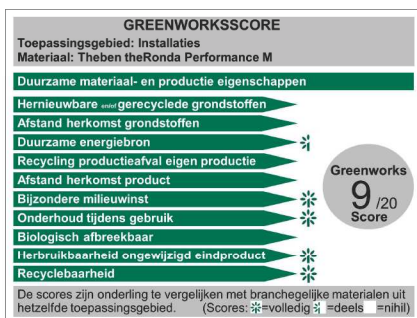 GREENWORKSSCORE
Toepassingsgebied: Installaties
Materiaal: Theben theRonda Performance M
Duurzame materiaal- en productie eigenschappen
Hernieuwbare en/of gerecyclede grondstoffen
Afstand herkomst grondstoffen
Duurzame energiebron
Recycling productieafval eigen productie
Afstand herkomst product
Bijzondere milieuwinst
Onderhoud tijdens gebruik
Biologisch afbreekbaar
Herbruikbaarheid ongewijzigd eindproduct
Recyclebaarheid
Greenworks
9/20
Score
De scores zijn onderling te vergelijken met branchegelijke materialen uit
hetzelfde toepassingsgebied. (Scores: =volledig =deels =nihil)